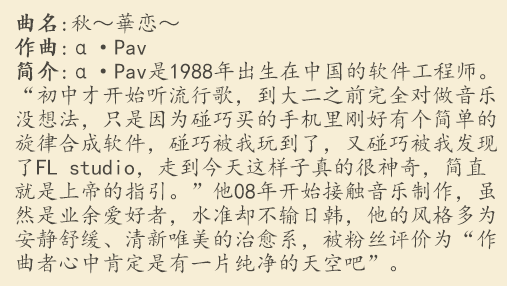 曲名:秋～華恋～
作曲:α・Pav
简介:α・Pav是1988年出生在中国的软件工程师。
“初中才开始听流行歌，到大二之前完全对做音乐
没想法，只是因为碰巧买的手机里刚好有个简单的
旋律合成软件，碰巧被我玩到了，又碰巧被我发现
了FL studio，走到今天这样子真的很神奇，简直
就是上帝的指引。”他08年开始接触音乐制作，虽
然是业余爱好者，水准却不输日韩，他的风格多为
安静舒缓、清新唯美的治愈系，被粉丝评价为“作
曲者心中肯定是有一片纯净的天空吧”。